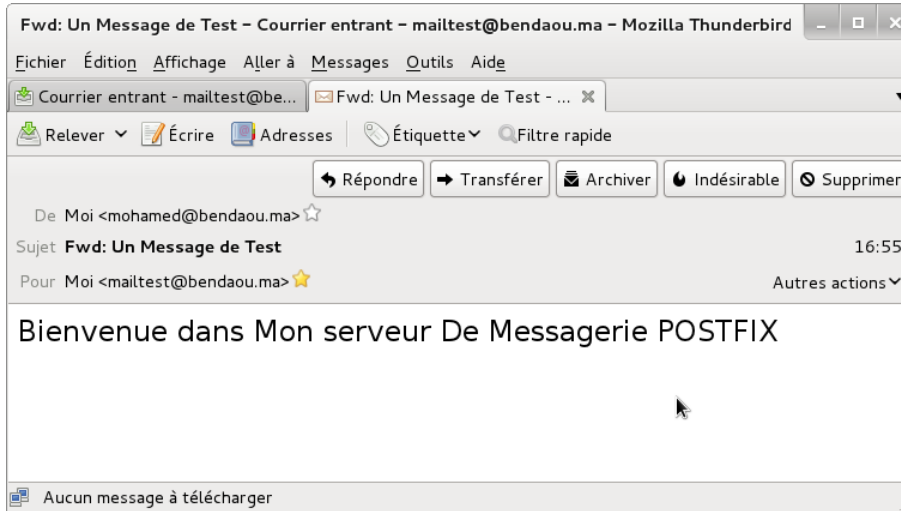 Fwd: Un Message de Test – Courrier entrant – mailtest@bendaou.ma – Mozilla Thunderbird
Fichier Édition Affichage Aller à Messages Outils Aide
Courrier entrant - mailtest@be... Fwd: Un Message de Test - ...
Relever Écrire Adresses Étiquette Filtre rapide
Répondre Transférer Archiver Indésirable Supprimer
De Moi <mohamed@bendaou.ma>
Sujet Fwd: Un Message de Test 16:55
Pour Moi <mailtest@bendaou.ma> Autres actions
Bienvenue dans Mon serveur De Messagerie POSTFIX
Aucun message à télécharger